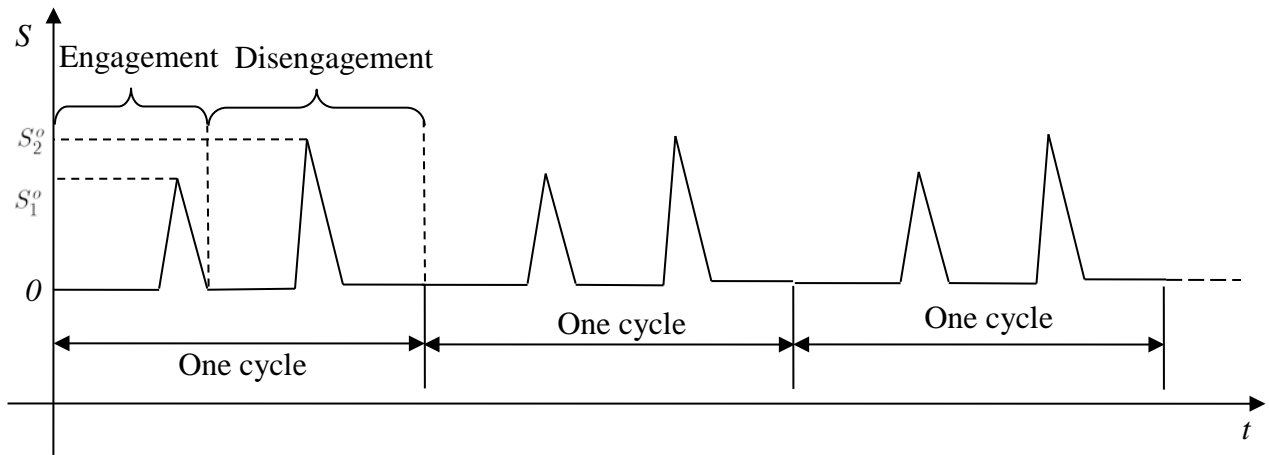 S
Engagement Disengagement
S₂ᵒ
S₁ᵒ
0
One cycle
One cycle
One cycle
t